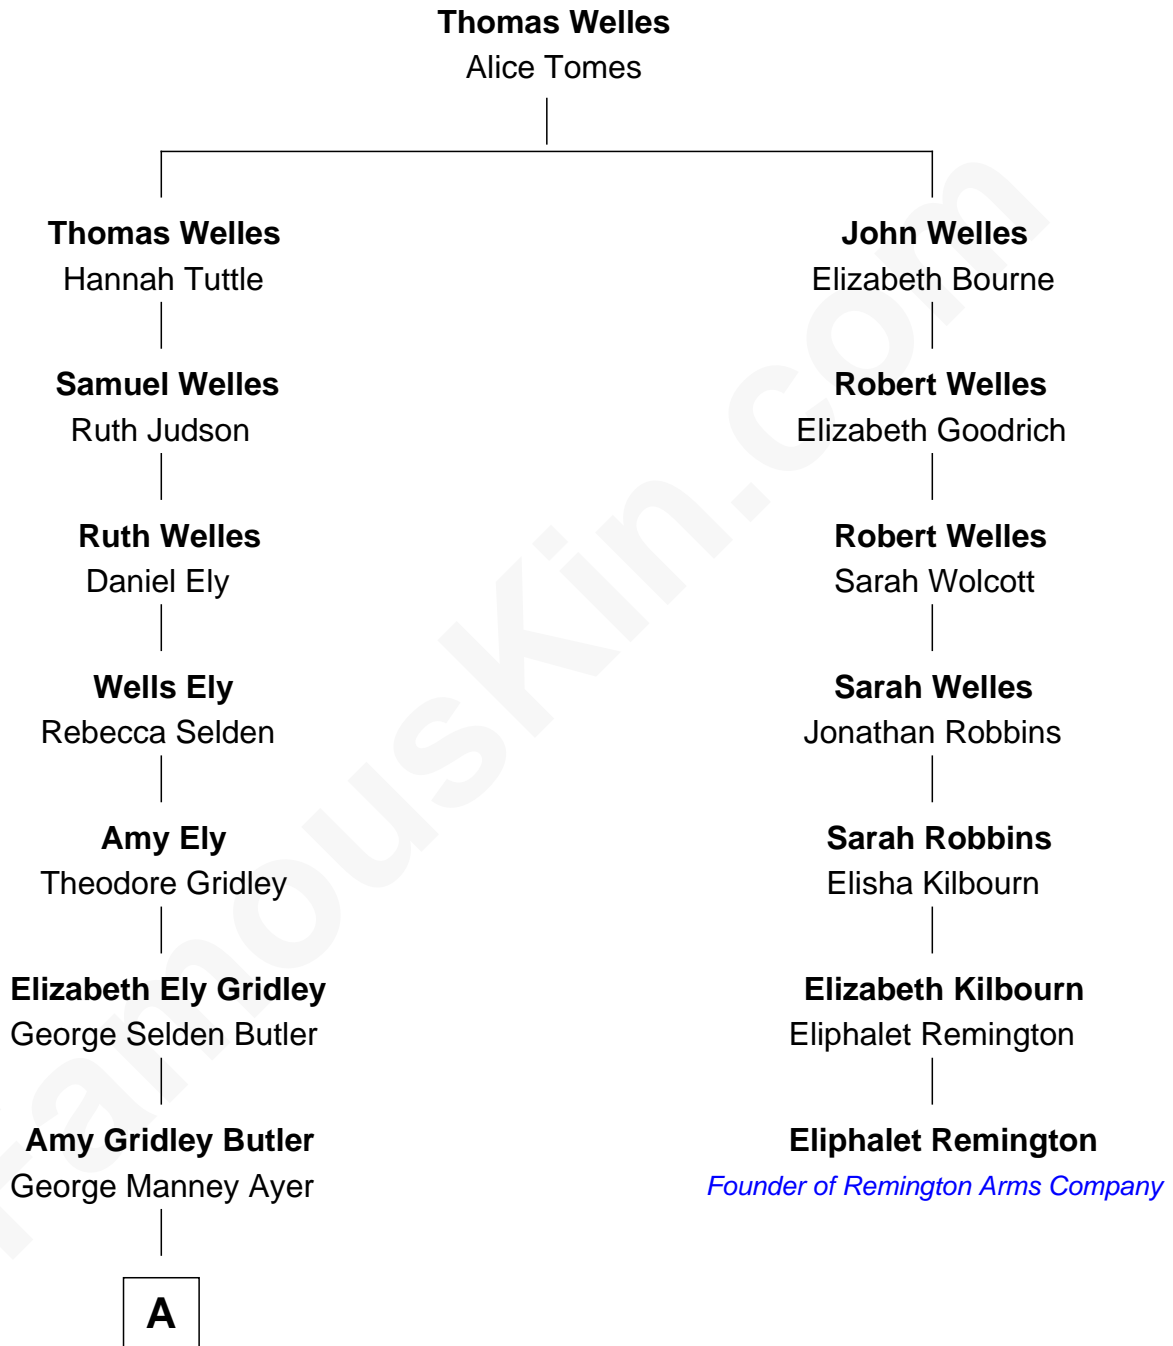 Thomas Welles
Alice Tomes
Thomas Welles
Hannah Tuttle
Samuel Welles
Ruth Judson
Ruth Welles
Daniel Ely
Wells Ely
Rebecca Selden
Amy Ely
Theodore Gridley
Elizabeth Ely Gridley
George Selden Butler
Amy Gridley Butler
George Manney Ayer
A
John Welles
Elizabeth Bourne
Robert Welles
Elizabeth Goodrich
Robert Welles
Sarah Wolcott
Sarah Welles
Jonathan Robbins
Sarah Robbins
Elisha Kilbourn
Elizabeth Kilbourn
Eliphalet Remington
Eliphalet Remington
Founder of Remington Arms Company
FamousKin.com